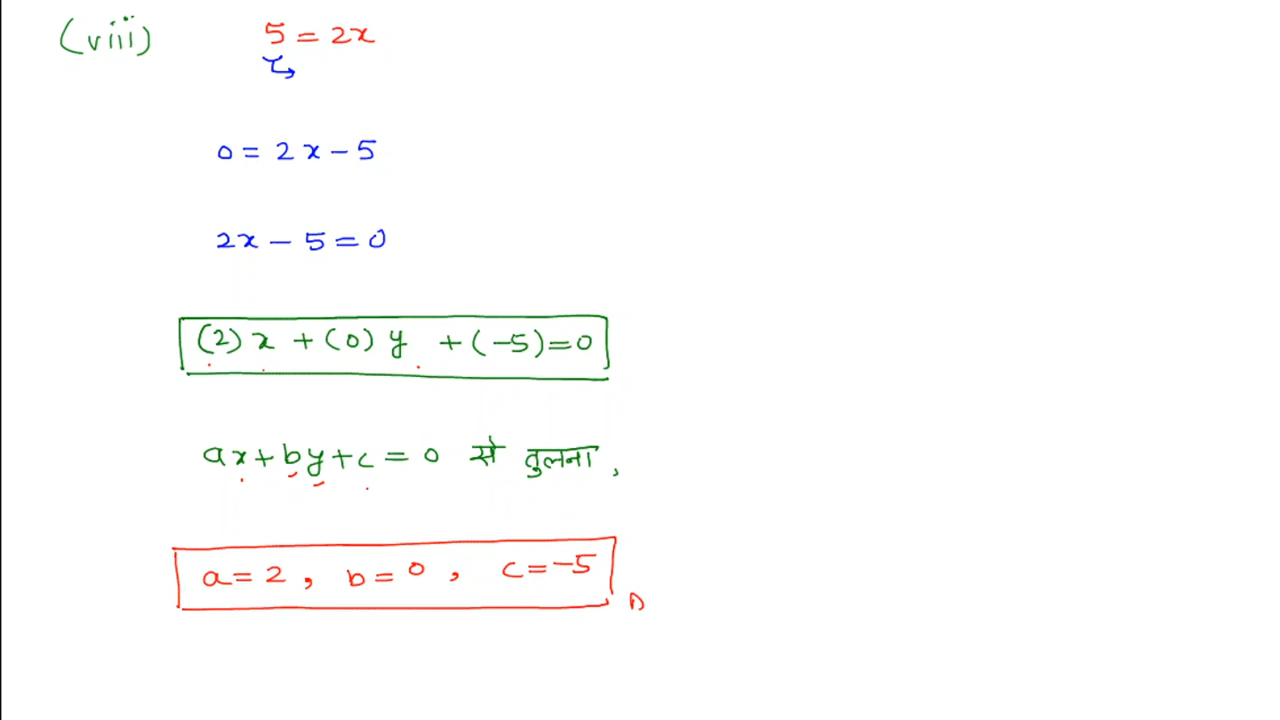 (viii) 5 = 2x
0 = 2x - 5
2x - 5 = 0
(2) x + (0) y + (-5) = 0
ax + by + c = 0 से तुलना,
a = 2, b = 0, c = -5